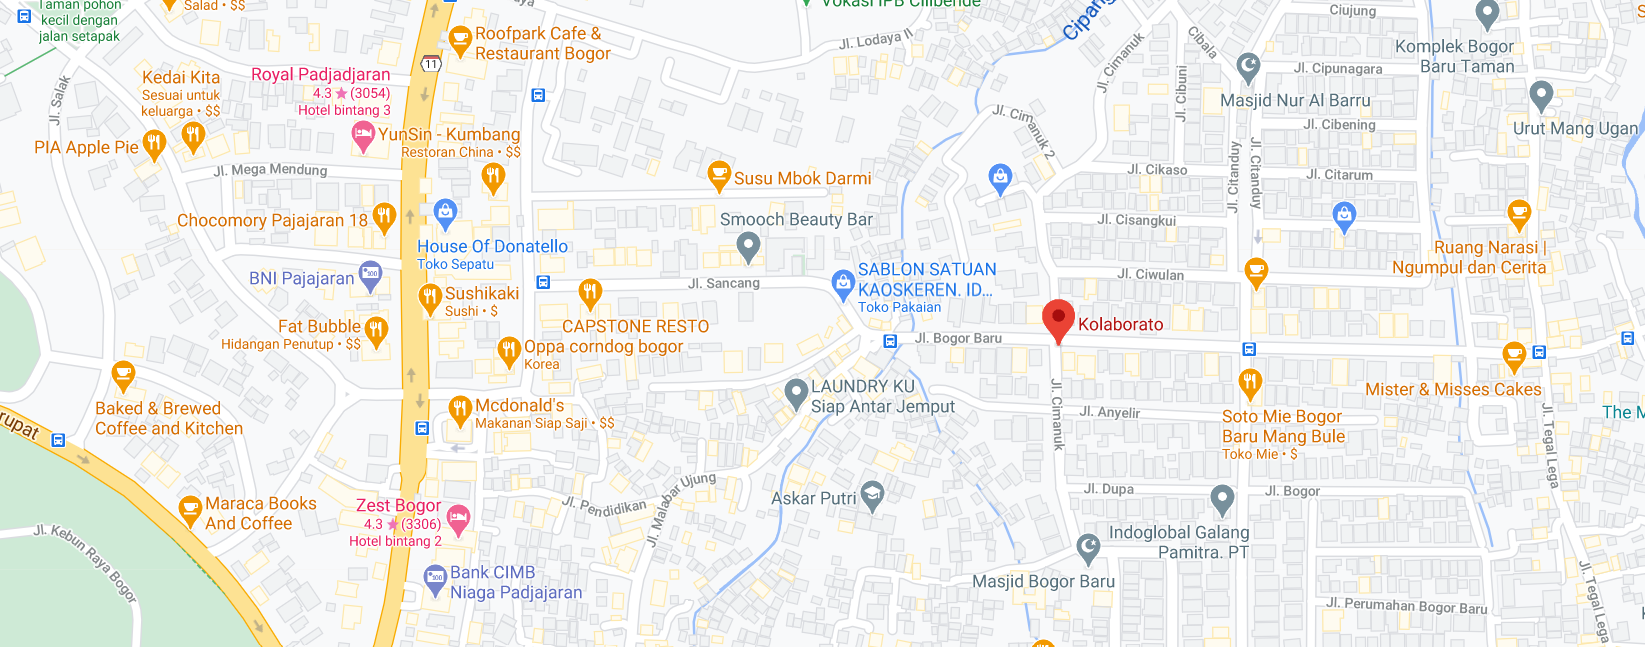 Taman pohon
kecil dengan
jalan setapak
Salad • $$
Roofpark Cafe &
Restaurant Bogor
Vokasi IPB Cilibende
Jl. Lodaya II
Jl. Cimanuk
Cibala
Ciujung
Komplek Bogor
Baru Taman
Kedai Kita
Sesuai untuk
keluarga • $$
Royal Padjadjaran
4.3 ★ (3054)
Hotel bintang 3
11
Jl. Salak
Jl. Cibuni
Masjid Nur Al Barru
Jl. Cipunagara
Urut Mang Ugan
PIA Apple Pie
YunSin - Kumbang
Restoran China • $$
Jl. Cimanuk 2
Jl. Cibening
Jl. Mega Mendung
Susu Mbok Darmi
Jl. Cikaso
Jl. Citanduy
Jl. Citanduy
Jl. Citarum
Chocomory Pajajaran 18
Smooch Beauty Bar
Jl. Cisangkui
House Of Donatello
Toko Sepatu
Ruang Narasi |
Ngumpul dan Cerita
BNI Pajajaran
Jl. Sancang
SABLON SATUAN
KAOSKEREN. ID...
Toko Pakaian
Jl. Ciwulan
Sushikaki
Sushi • $
Fat Bubble
Hidangan Penutup • $$
CAPSTONE RESTO
Oppa corndog bogor
Korea
Jl. Bogor Baru
Kolaborato
Baked & Brewed
Coffee and Kitchen
Mcdonald's
Makanan Siap Saji • $$
LAUNDRY KU
Siap Antar Jemput
Jl. Cimanuk
Jl. Anyelir
Soto Mie Bogor
Baru Mang Bule
Toko Mie • $
Mister & Misses Cakes
The M
Jl. Tegal Lega
rupat
Maraca Books
And Coffee
Zest Bogor
4.3 ★ (3306)
Hotel bintang 2
Jl. Pendidikan
Jl. Malabar Ujung
Askar Putri
Jl. Dupa
Jl. Bogor
Indoglobal Galang
Pamitra. PT
Jl. Kebun Raya Bogor
Bank CIMB
Niaga Padjajaran
Masjid Bogor Baru
Jl. Perumahan Bogor Baru
Jl. Tegal Lega